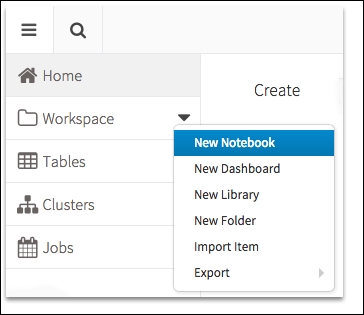 Home
Create
Workspace
New Notebook
New Dashboard
Tables
New Library
Clusters
New Folder
Import Item
Jobs
Export